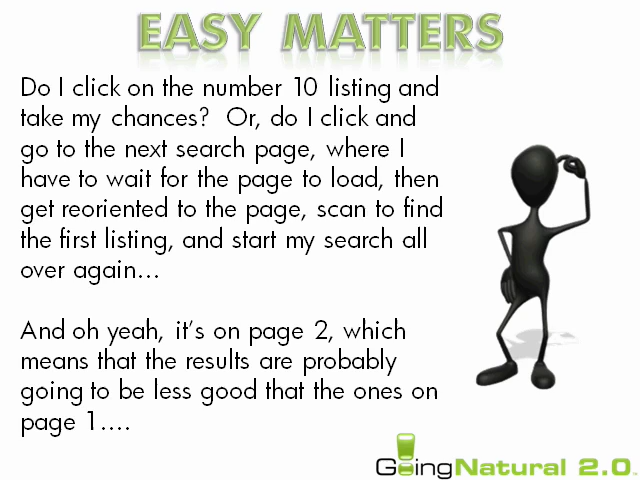 EASY MATTERS
Do I click on the number 10 listing and
take my chances?  Or, do I click and
go to the next search page, where I
have to wait for the page to load, then
get reoriented to the page, scan to find
the first listing, and start my search all
over again...
And oh yeah, it's on page 2, which
means that the results are probably
going to be less good that the ones on
page 1....
GoingNatural 2.0